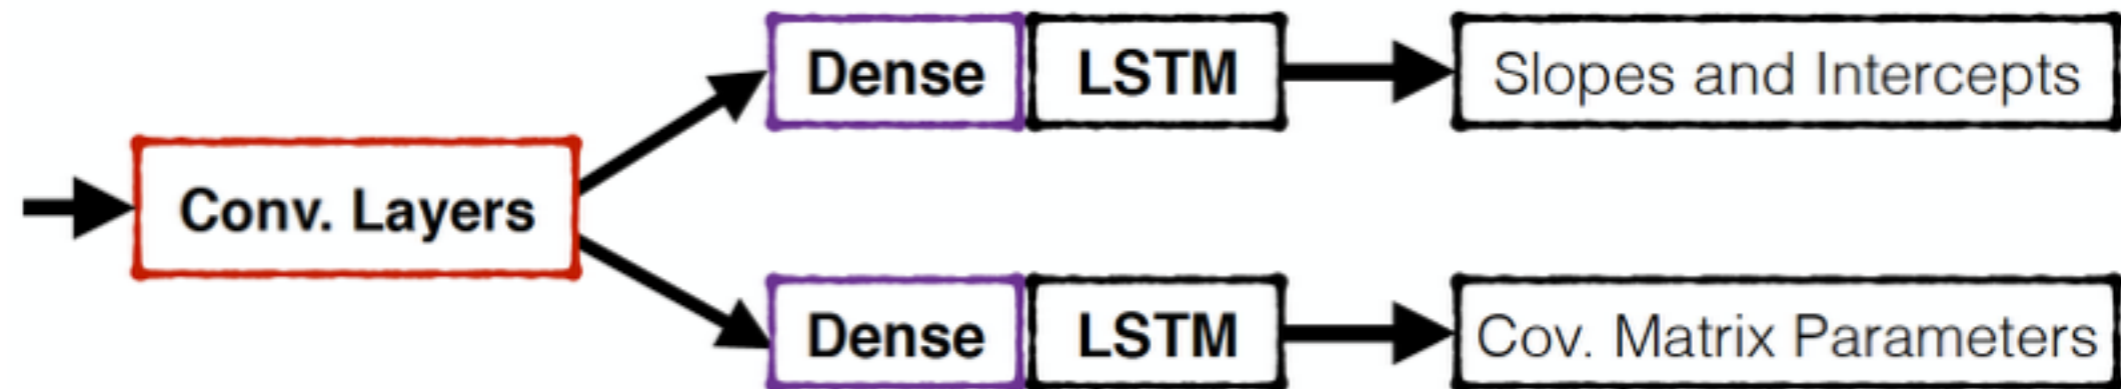 Dense LSTM Slopes and Intercepts
Conv. Layers
Dense LSTM Cov. Matrix Parameters